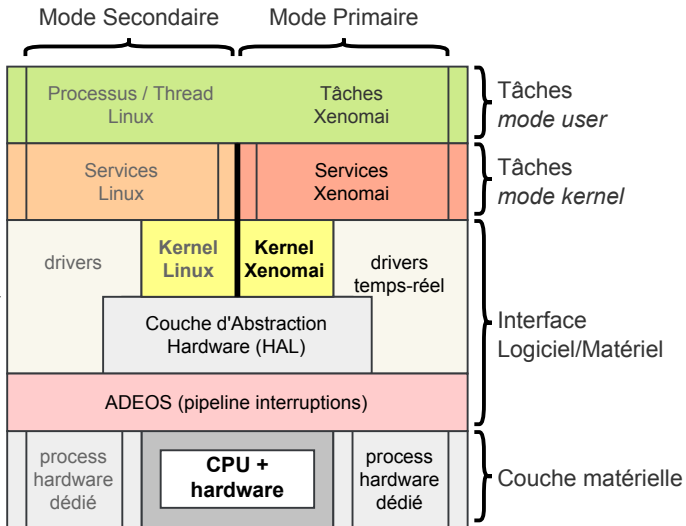 Mode Secondaire
Mode Primaire
Processus / Thread
Linux
Tâches
Xenomai
Tâches
mode user
Services
Linux
Services
Xenomai
Tâches
mode kernel
drivers
Kernel
Linux
Kernel
Xenomai
drivers
temps-réel
Couche d'Abstraction
Hardware (HAL)
Interface
Logiciel/Matériel
ADEOS (pipeline interruptions)
process
hardware
dédié
CPU +
hardware
process
hardware
dédié
Couche matérielle